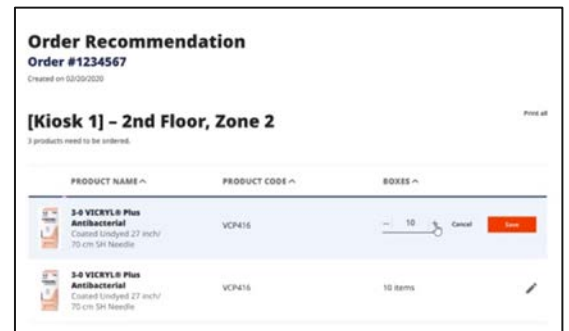 Order Recommendation
Order #1234567
Created on 02/20/2020
[Kiosk 1] – 2nd Floor, Zone 2
Print all
3 products need to be ordered.
PRODUCT NAME
PRODUCT CODE
BOXES
3-0 VICRYL® Plus
Antibacterial
Coated Undyed 27 inch/
70 cm SH Needle
VCP416
– 10 +
Cancel
Save
3-0 VICRYL® Plus
Antibacterial
Coated Undyed 27 inch/
70 cm SH Needle
VCP416
10 items